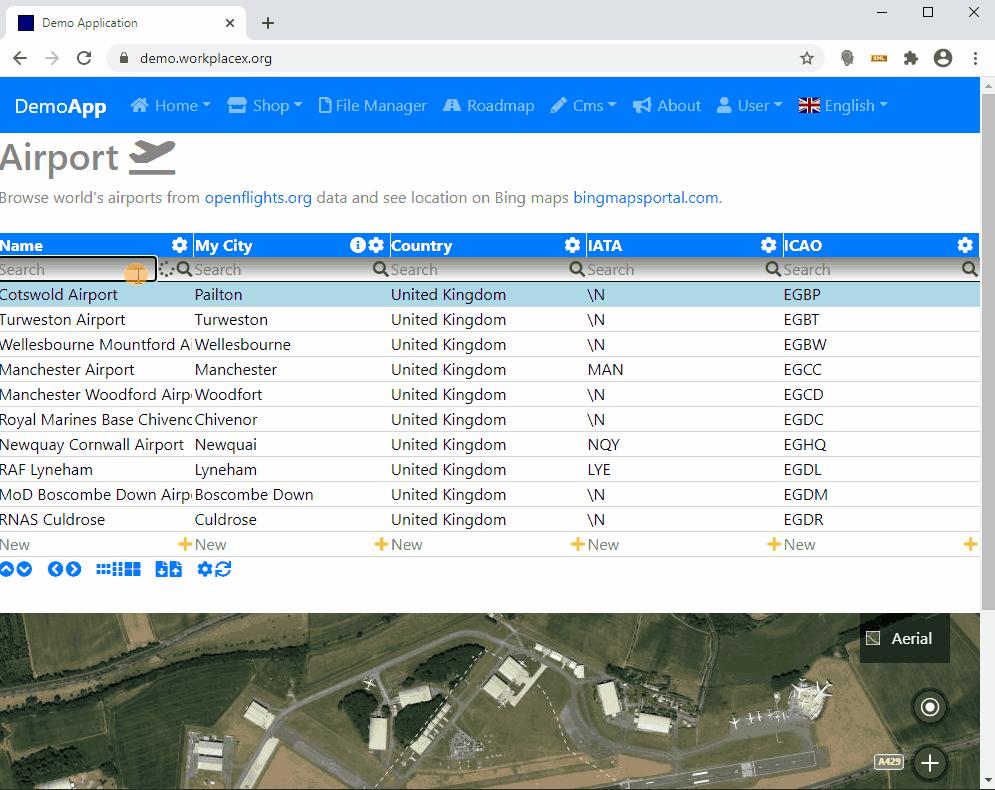 Demo Application
demo.workplacex.org
XML
DemoApp Home Shop File Manager Roadmap Cms About User English
Airport
Browse world's airports from openflights.org data and see location on Bing maps bingmapsportal.com.
Name My City Country IATA ICAO
Search Search Search Search Search
Cotswold Airport Pailton United Kingdom \N EGBP
Turweston Airport Turweston United Kingdom \N EGBT
Wellesbourne Mountford Ai Wellesbourne United Kingdom \N EGBW
Manchester Airport Manchester United Kingdom MAN EGCC
Manchester Woodford Airp Woodfort United Kingdom \N EGCD
Royal Marines Base Chivenc Chivenor United Kingdom \N EGDC
Newquay Cornwall Airport Newquai United Kingdom NQY EGHQ
RAF Lyneham Lyneham United Kingdom LYE EGDL
MoD Boscombe Down Airp Boscombe Down United Kingdom \N EGDM
RNAS Culdrose Culdrose United Kingdom \N EGDR
New New New New New
Aerial
A429